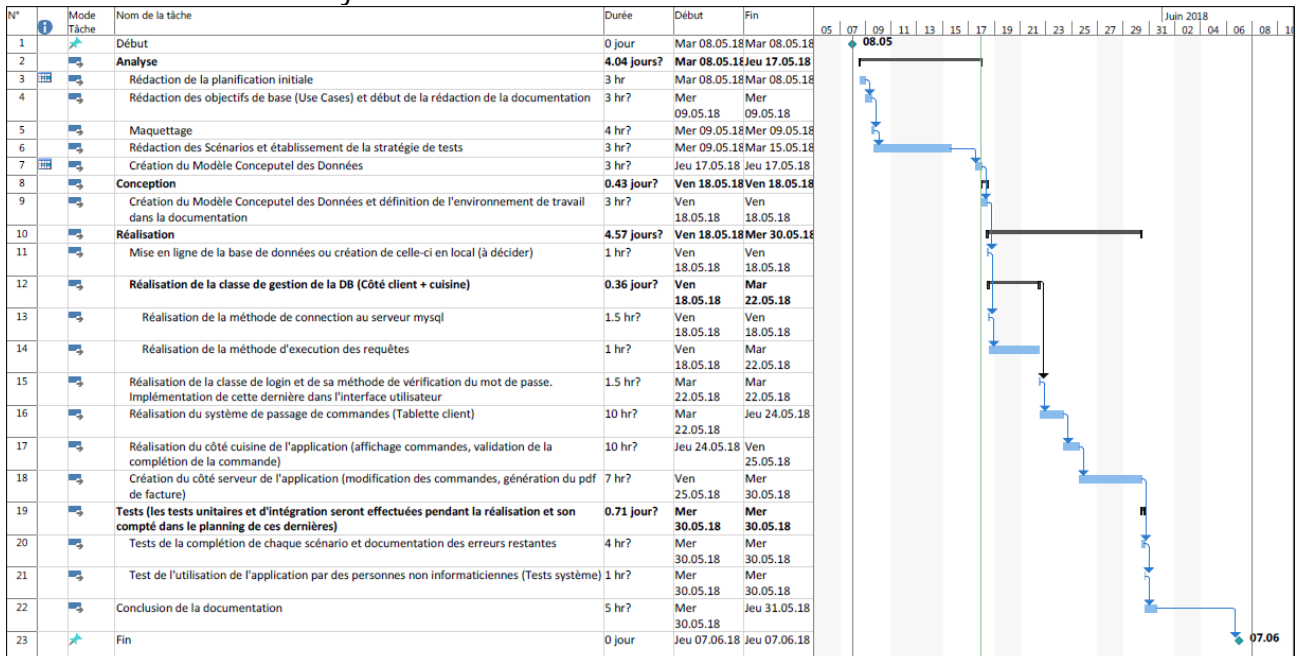 N° Mode Tâche Nom de la tâche Durée Début Fin
Juin 2018
05 07 09 11 13 15 17 19 21 23 25 27 29 31 02 04 06 08
1 Début 0 jour Mar 08.05.18 Mar 08.05.18
08.05
2 Analyse 4.04 jours? Mar 08.05.18 Jeu 17.05.18
3 Rédaction de la planification initiale 3 hr Mar 08.05.18 Mar 08.05.18
4 Rédaction des objectifs de base (Use Cases) et début de la rédaction de la documentation 3 hr? Mer 09.05.18 Mer 09.05.18
5 Maquettage 4 hr? Mer 09.05.18 Mer 09.05.18
6 Rédaction des Scénarios et établissement de la stratégie de tests 3 hr? Mer 09.05.18 Mar 15.05.18
7 Création du Modèle Conceputel des Données 3 hr? Jeu 17.05.18 Jeu 17.05.18
8 Conception 0.43 jour? Ven 18.05.18 Ven 18.05.18
9 Création du Modèle Conceputel des Données et définition de l'environnement de travail
dans la documentation 3 hr? Ven 18.05.18 Ven 18.05.18
10 Réalisation 4.57 jours? Ven 18.05.18 Mer 30.05.18
11 Mise en ligne de la base de données ou création de celle-ci en local (à décider) 1 hr? Ven 18.05.18 Ven 18.05.18
12 Réalisation de la classe de gestion de la DB (Côté client + cuisine) 0.36 jour? Ven 18.05.18 Mar 22.05.18
13 Réalisation de la méthode de connection au serveur mysql 1.5 hr? Ven 18.05.18 Ven 18.05.18
14 Réalisation de la méthode d'execution des requêtes 1 hr? Ven 18.05.18 Mar 22.05.18
15 Réalisation de la classe de login et de sa méthode de vérification du mot de passe.
Implémentation de cette dernière dans l'interface utilisateur 1.5 hr? Mar 22.05.18 Mar 22.05.18
16 Réalisation du système de passage de commandes (Tablette client) 10 hr? Mar 22.05.18 Jeu 24.05.18
17 Réalisation du côté cuisine de l'application (affichage commandes, validation de la
complétion de la commande) 10 hr? Jeu 24.05.18 Ven 25.05.18
18 Création du côté serveur de l'application (modification des commandes, génération du pdf
de facture) 7 hr? Ven 25.05.18 Mer 30.05.18
19 Tests (les tests unitaires et d'intégration seront effectuées pendant la réalisation et son
compté dans le planning de ces dernières) 0.71 jour? Mer 30.05.18 Mer 30.05.18
20 Tests de la complétion de chaque scénario et documentation des erreurs restantes 4 hr? Mer 30.05.18 Mer 30.05.18
21 Test de l'utilisation de l'application par des personnes non informaticiennes (Tests système) 1 hr? Mer 30.05.18 Mer 30.05.18
22 Conclusion de la documentation 5 hr? Mer 30.05.18 Jeu 31.05.18
23 Fin 0 jour Jeu 07.06.18 Jeu 07.06.18
07.06